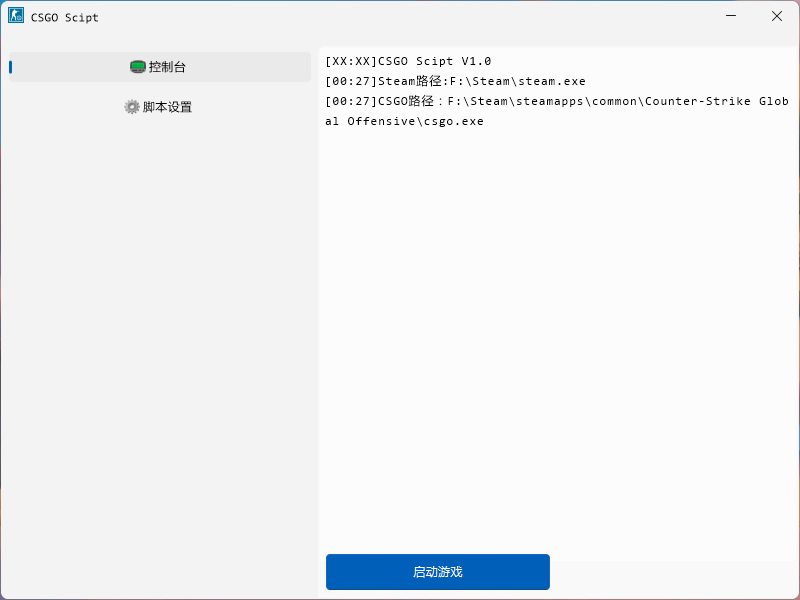 CSGO Scipt
控制台
脚本设置
[XX:XX]CSGO Scipt V1.0
[00:27]Steam路径:F:\Steam\steam.exe
[00:27]CSGO路径：F:\Steam\steamapps\common\Counter-Strike Glob
al Offensive\csgo.exe
启动游戏